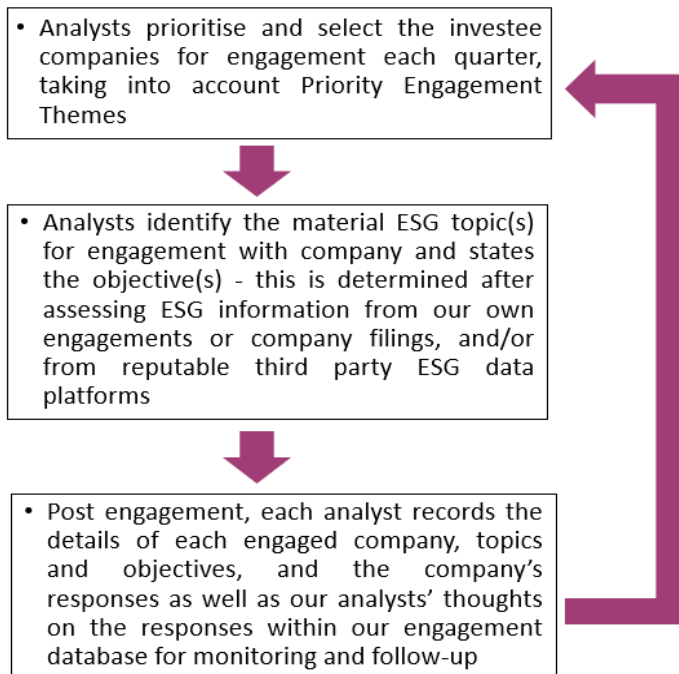 • Analysts prioritise and select the investee
companies for engagement each quarter,
taking into account Priority Engagement
Themes
• Analysts identify the material ESG topic(s)
for engagement with company and states
the objective(s) - this is determined after
assessing ESG information from our own
engagements or company filings, and/or
from reputable third party ESG data
platforms
• Post engagement, each analyst records the
details of each engaged company, topics
and objectives, and the company’s
responses as well as our analysts’ thoughts
on the responses within our engagement
database for monitoring and follow-up